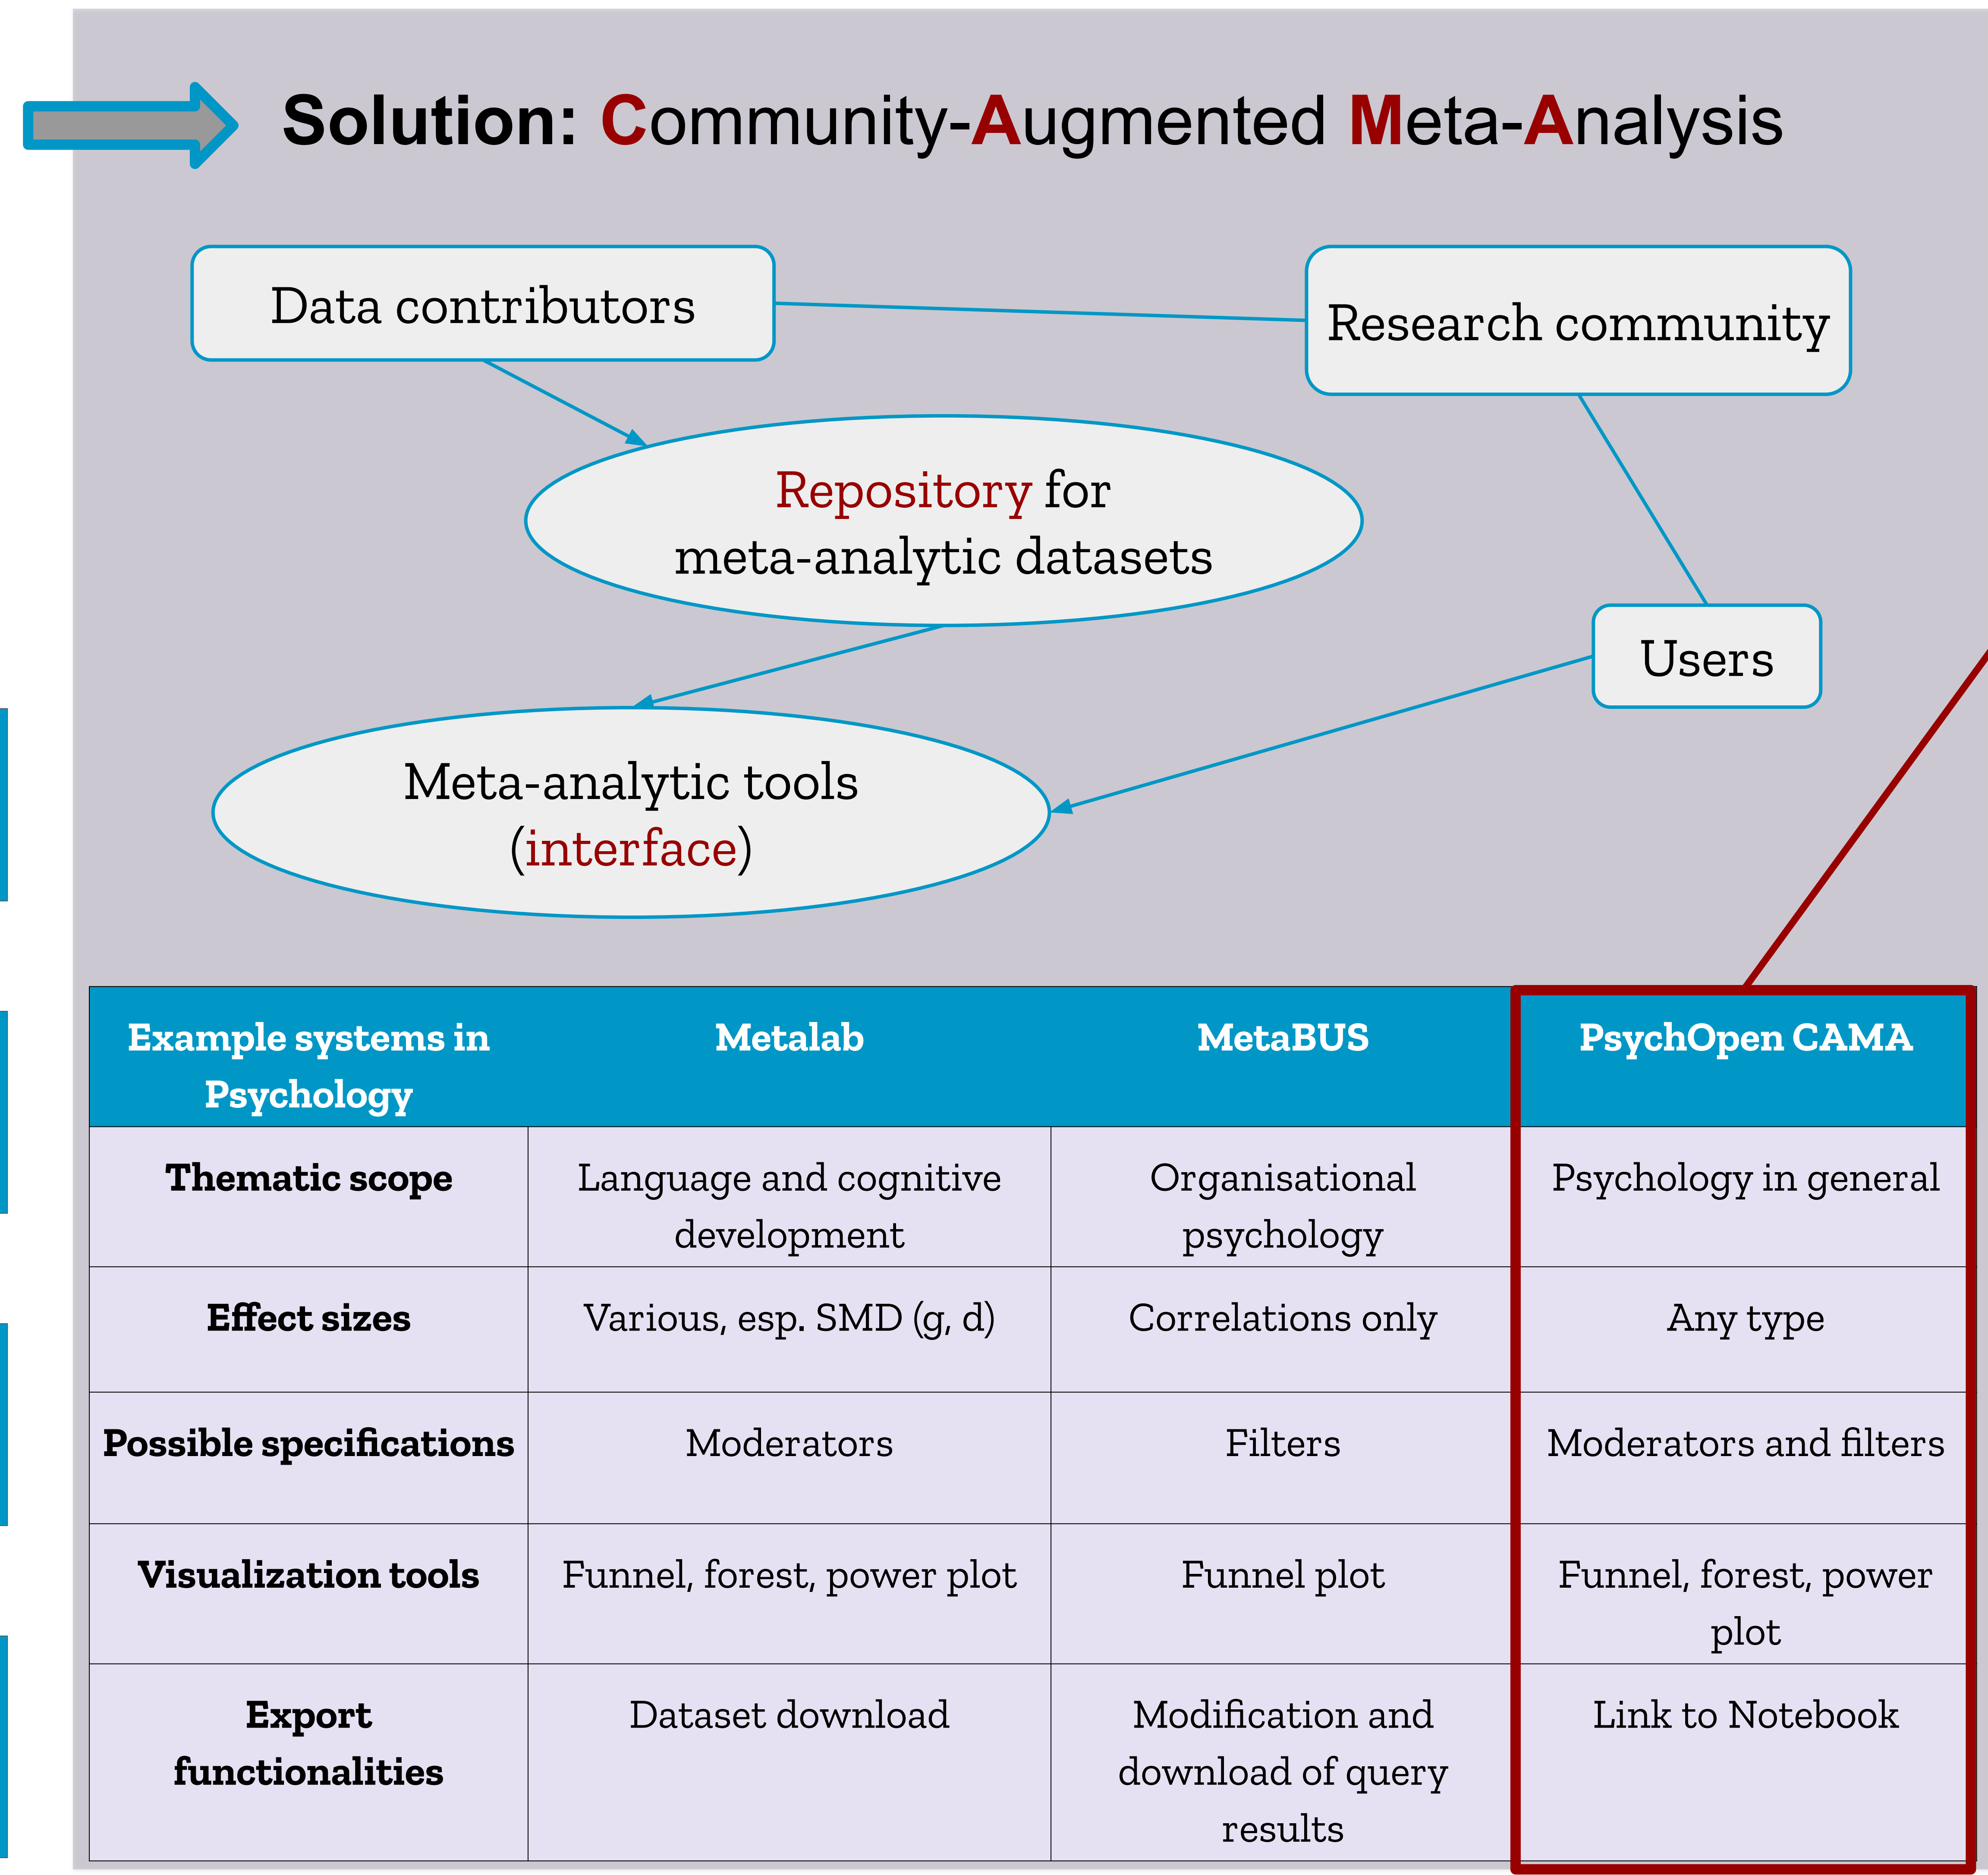 Solution: Community-Augmented Meta-Analysis
Data contributors
Research community
Repository for
meta-analytic datasets
Users
Meta-analytic tools
(interface)
Example systems in
Psychology
Metalab
MetaBUS
PsychOpen CAMA
Thematic scope
Language and cognitive
development
Organisational
psychology
Psychology in general
Effect sizes
Various, esp. SMD (g, d)
Correlations only
Any type
Possible specifications
Moderators
Filters
Moderators and filters
Visualization tools
Funnel, forest, power plot
Funnel plot
Funnel, forest, power
plot
Export
functionalities
Dataset download
Modification and
download of query
results
Link to Notebook